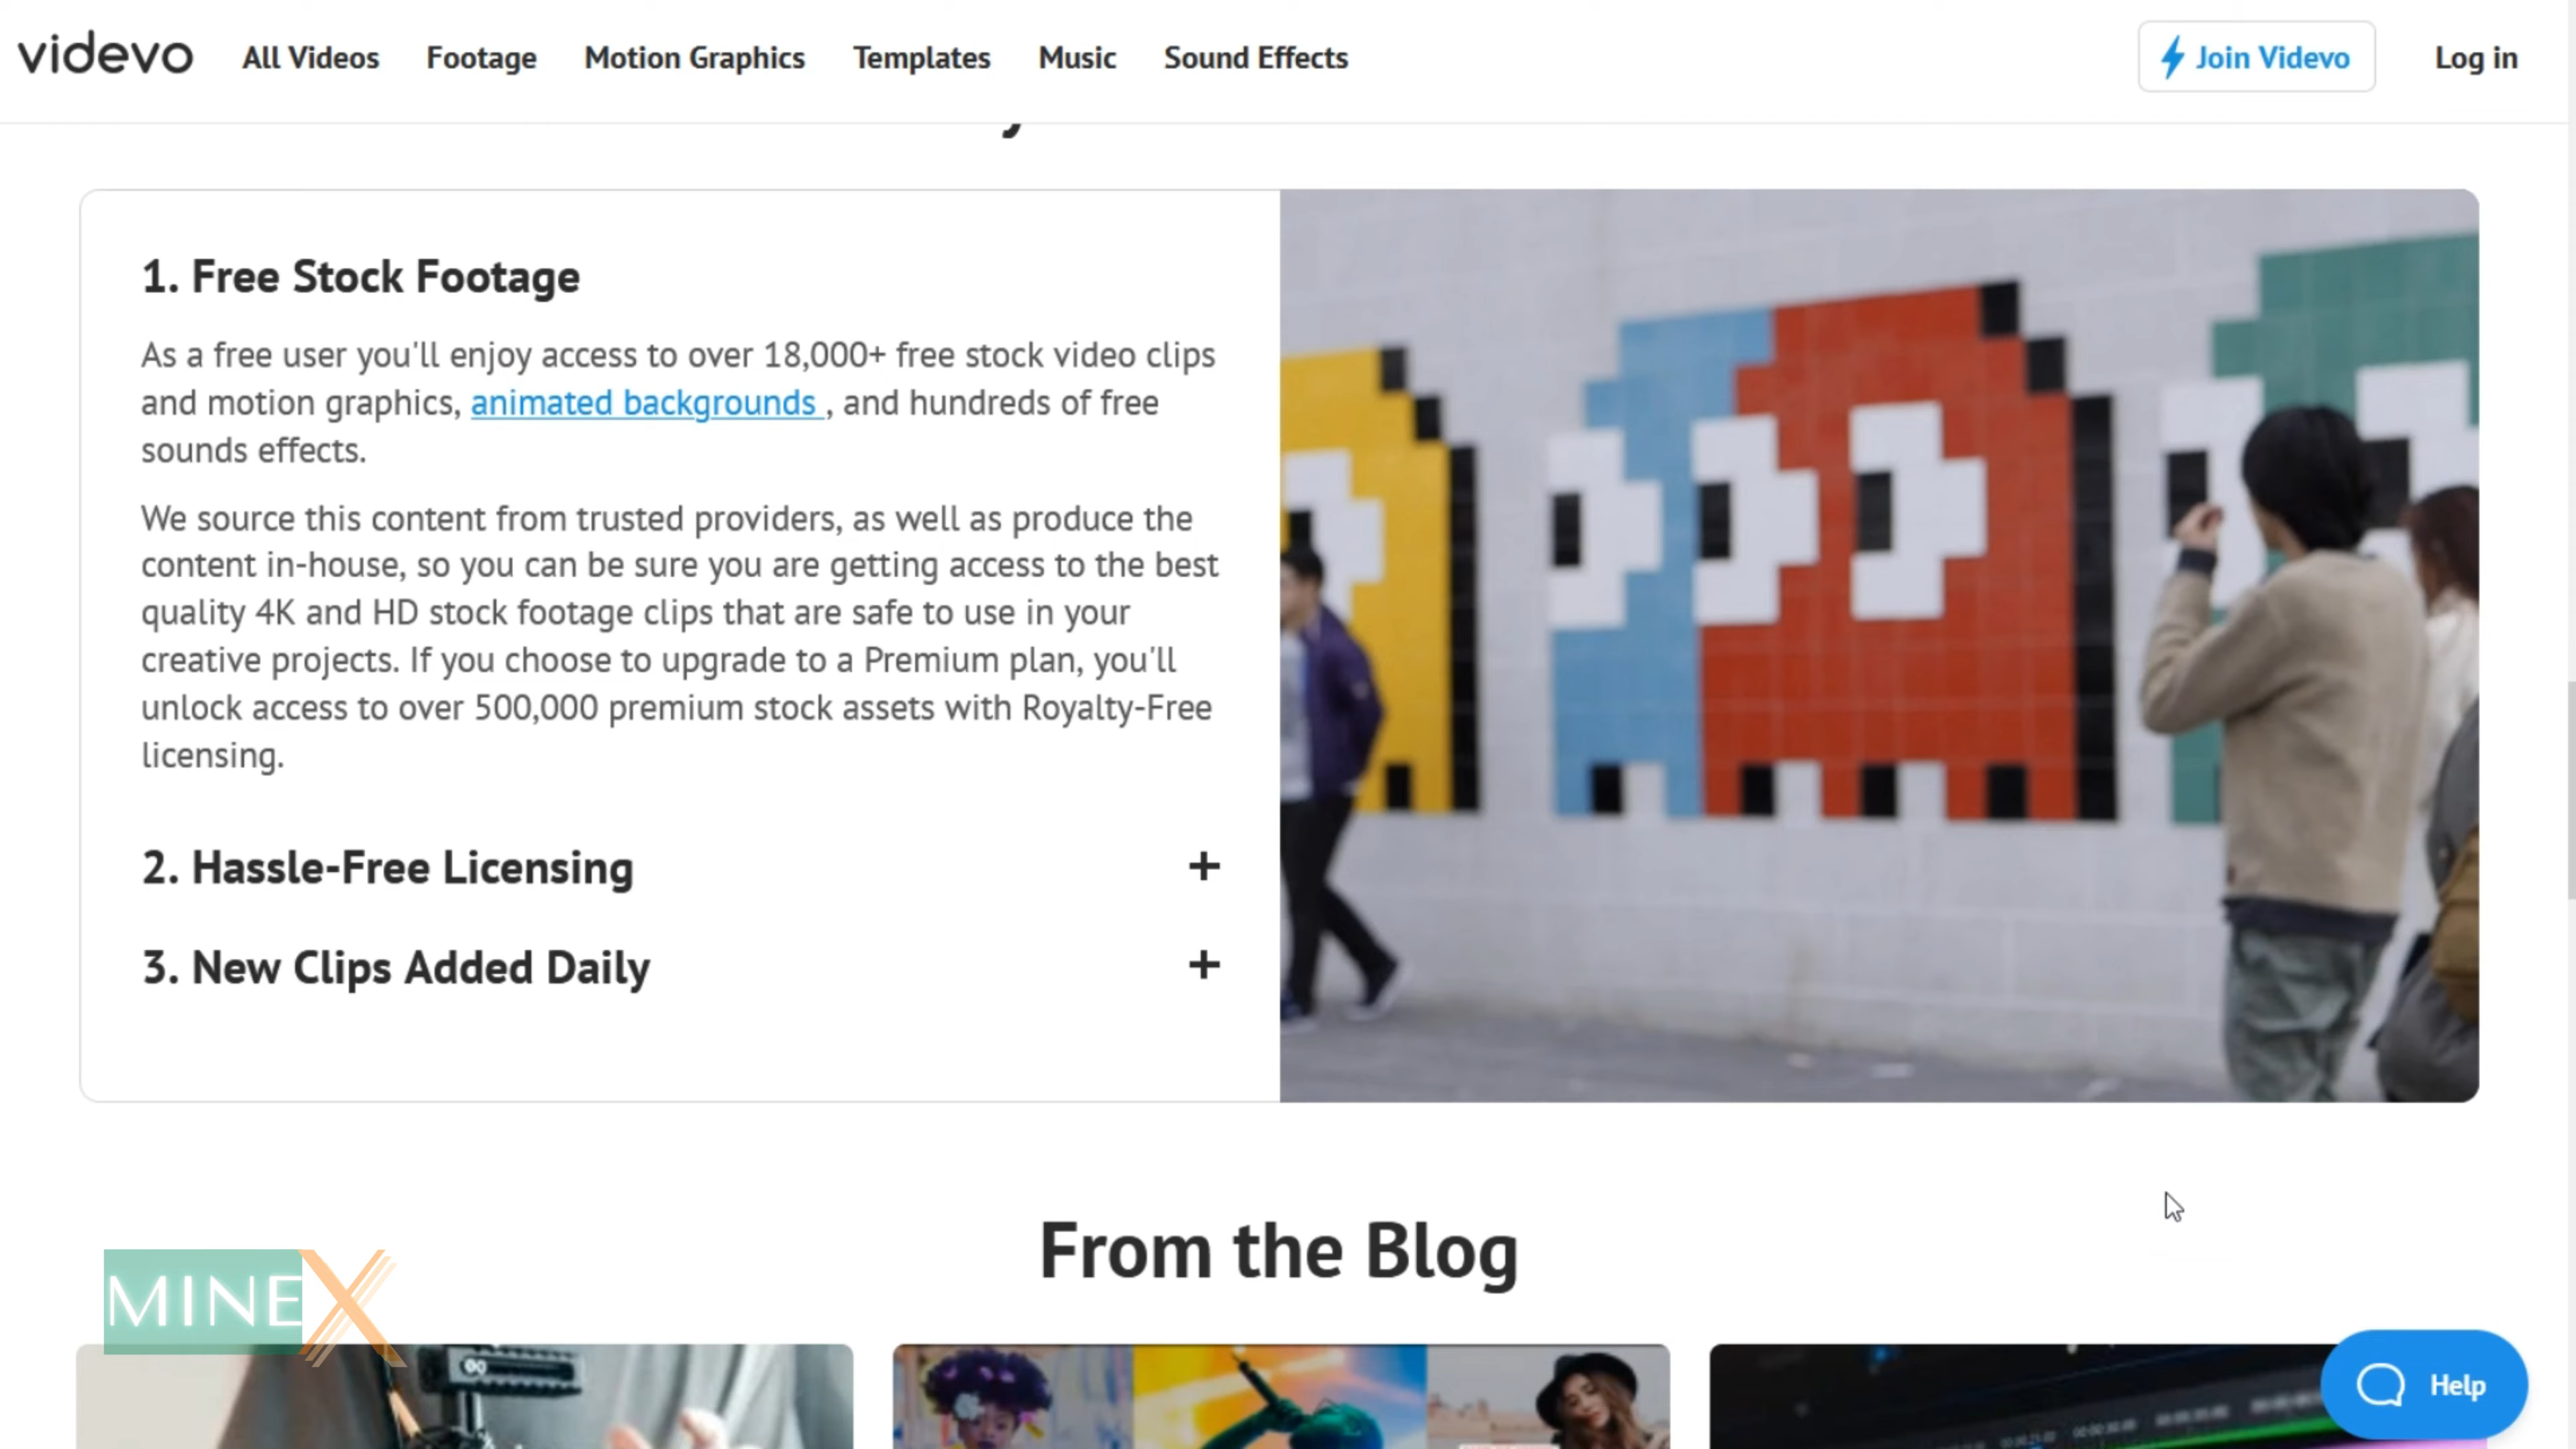 videvo All Videos Footage Motion Graphics Templates Music Sound Effects Join Videvo Log in
1. Free Stock Footage
As a free user you'll enjoy access to over 18,000+ free stock video clips
and motion graphics, animated backgrounds , and hundreds of free
sounds effects.
We source this content from trusted providers, as well as produce the
content in-house, so you can be sure you are getting access to the best
quality 4K and HD stock footage clips that are safe to use in your
creative projects. If you choose to upgrade to a Premium plan, you'll
unlock access to over 500,000 premium stock assets with Royalty-Free
licensing.
2. Hassle-Free Licensing +
3. New Clips Added Daily +
From the Blog
MINEX
Help